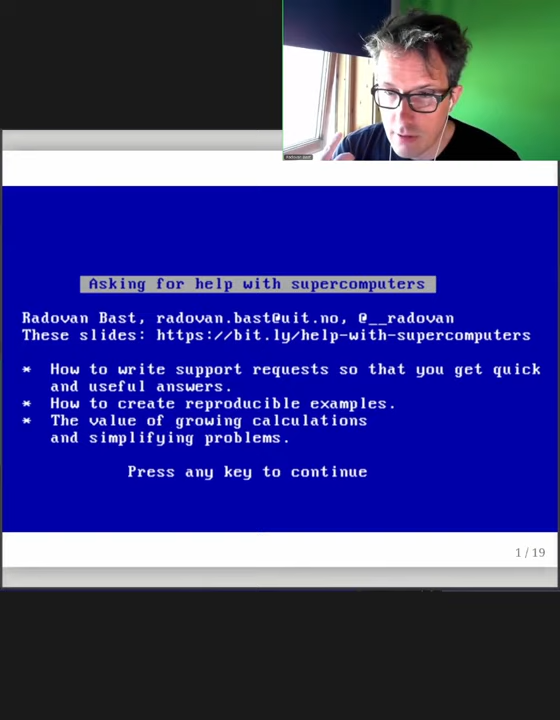 Radovan Bast
Asking for help with supercomputers
Radovan Bast, radovan.bast@uit.no, @__radovan
These slides: https://bit.ly/help-with-supercomputers
* How to write support requests so that you get quick
and useful answers.
* How to create reproducible examples.
* The value of growing calculations
and simplifying problems.
Press any key to continue
1 / 19